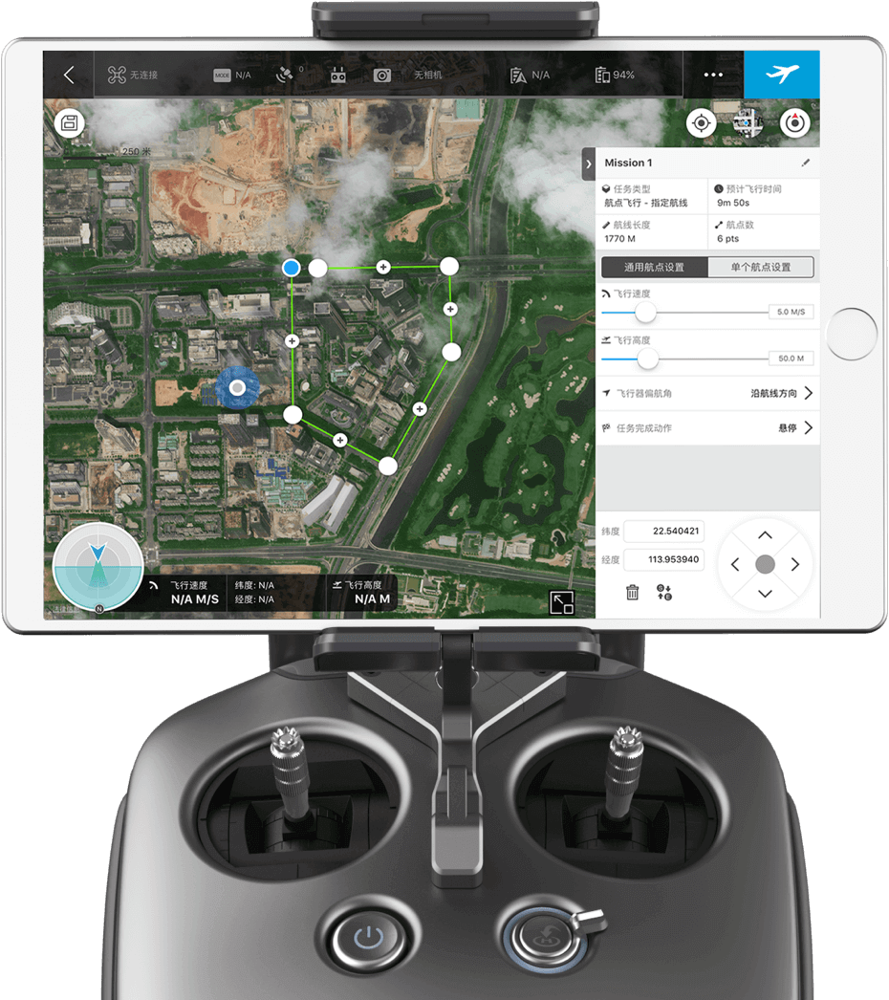 无连接
MODE N/A
0
无相机
N/A
94%
250 米
Mission 1
任务类型
航点飞行 - 指定航线
预计飞行时间
9m 50s
航线长度
1770 M
航点数
6 pts
通用航点设置
单个航点设置
飞行速度
5.0 M/S
飞行高度
50.0 M
飞行器偏航角
沿航线方向
任务完成动作
悬停
纬度
22.540421
经度
113.953940
S
E
飞行速度
N/A M/S
纬度: N/A
经度: N/A
飞行高度
N/A M
N
H